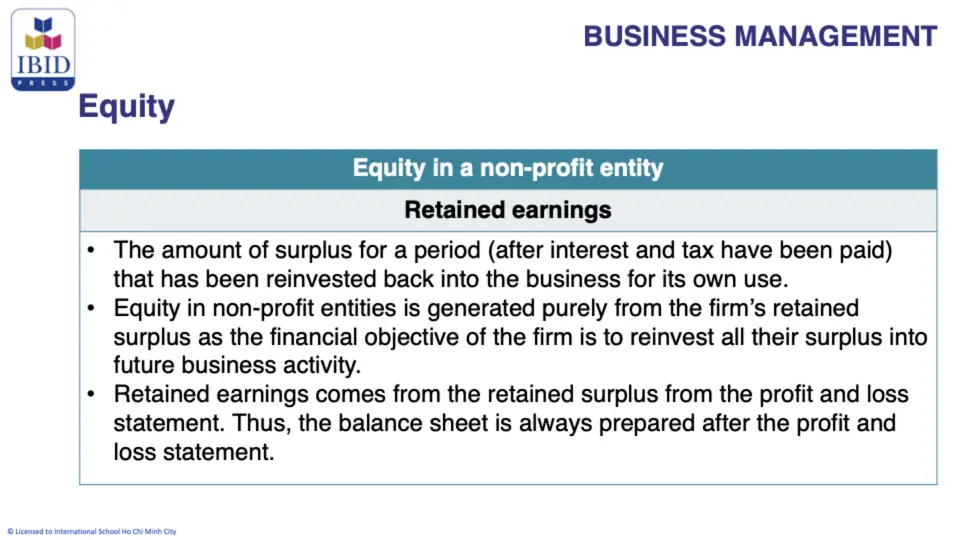 IBID
PRESS
BUSINESS MANAGEMENT
Equity
Equity in a non-profit entity
Retained earnings
• The amount of surplus for a period (after interest and tax have been paid)
that has been reinvested back into the business for its own use.
• Equity in non-profit entities is generated purely from the firm’s retained
surplus as the financial objective of the firm is to reinvest all their surplus into
future business activity.
• Retained earnings comes from the retained surplus from the profit and loss
statement. Thus, the balance sheet is always prepared after the profit and
loss statement.
© Licensed to International School Ho Chi Minh City